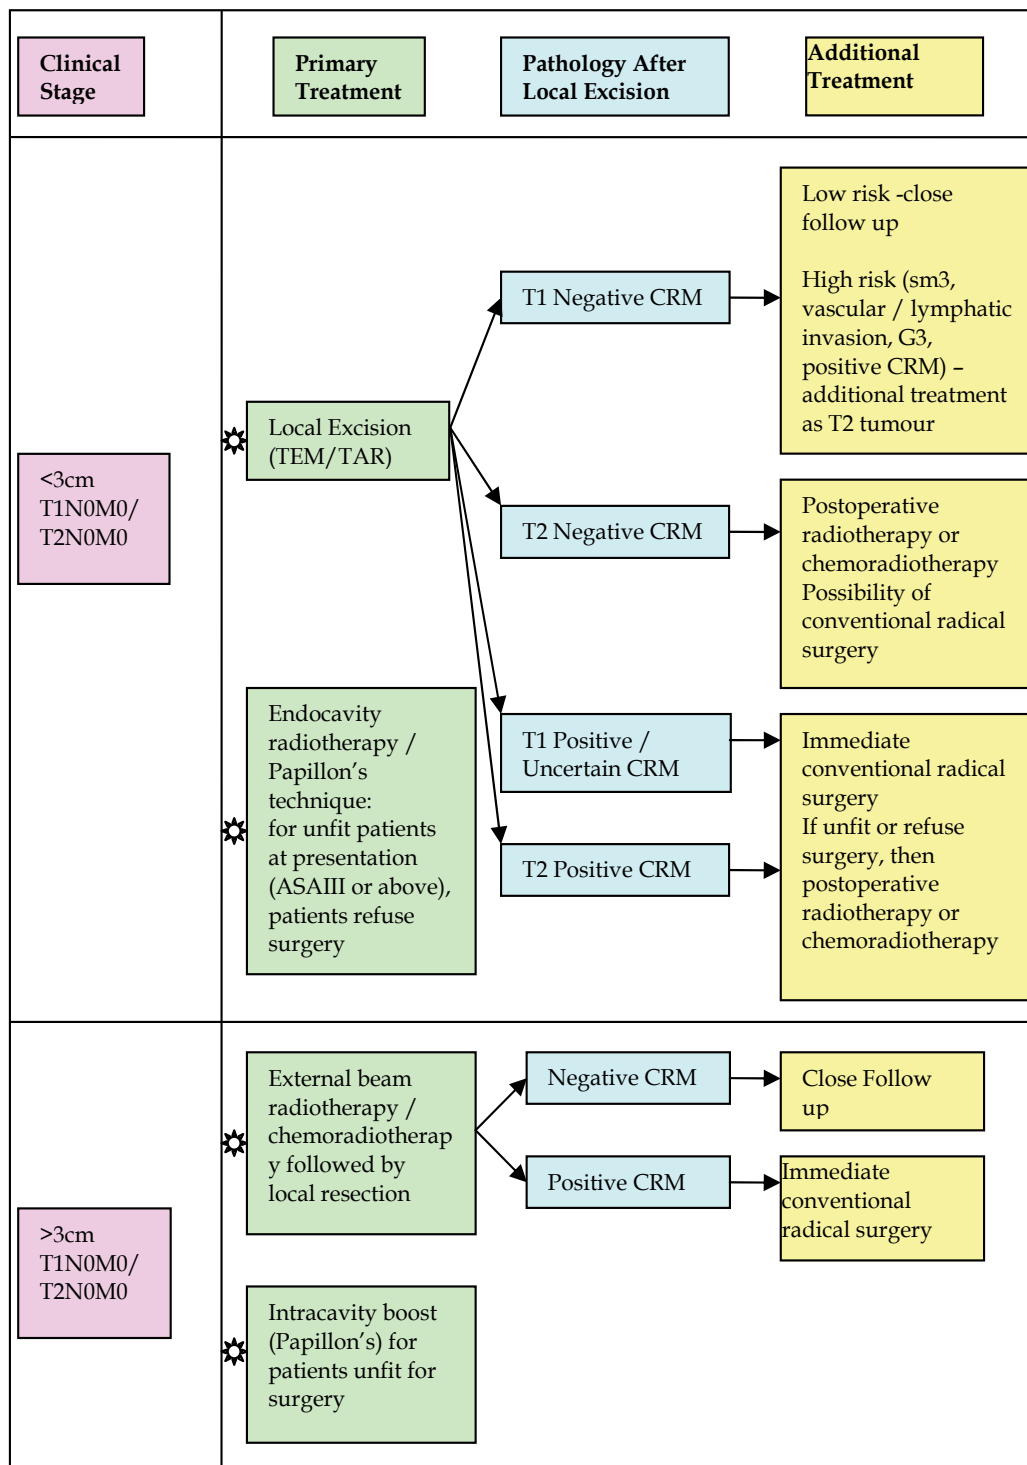 Clinical
Stage
Primary
Treatment
Pathology After
Local Excision
Additional
Treatment
<3cm
T1N0M0/
T2N0M0
Local Excision
(TEM/TAR)
Endocavity
radiotherapy /
Papillon’s
technique:
for unfit patients
at presentation
(ASAIII or above),
patients refuse
surgery
T1 Negative CRM
T2 Negative CRM
T1 Positive /
Uncertain CRM
T2 Positive CRM
Low risk -close
follow up
High risk (sm3,
vascular / lymphatic
invasion, G3,
positive CRM) –
additional treatment
as T2 tumour
Postoperative
radiotherapy or
chemoradiotherapy
Possibility of
conventional radical
surgery
Immediate
conventional radical
surgery
If unfit or refuse
surgery, then
postoperative
radiotherapy or
chemoradiotherapy
>3cm
T1N0M0/
T2N0M0
External beam
radiotherapy /
chemoradiotherap
y followed by
local resection
Intracavity boost
(Papillon’s) for
patients unfit for
surgery
Negative CRM
Positive CRM
Close Follow
up
Immediate
conventional
radical surgery